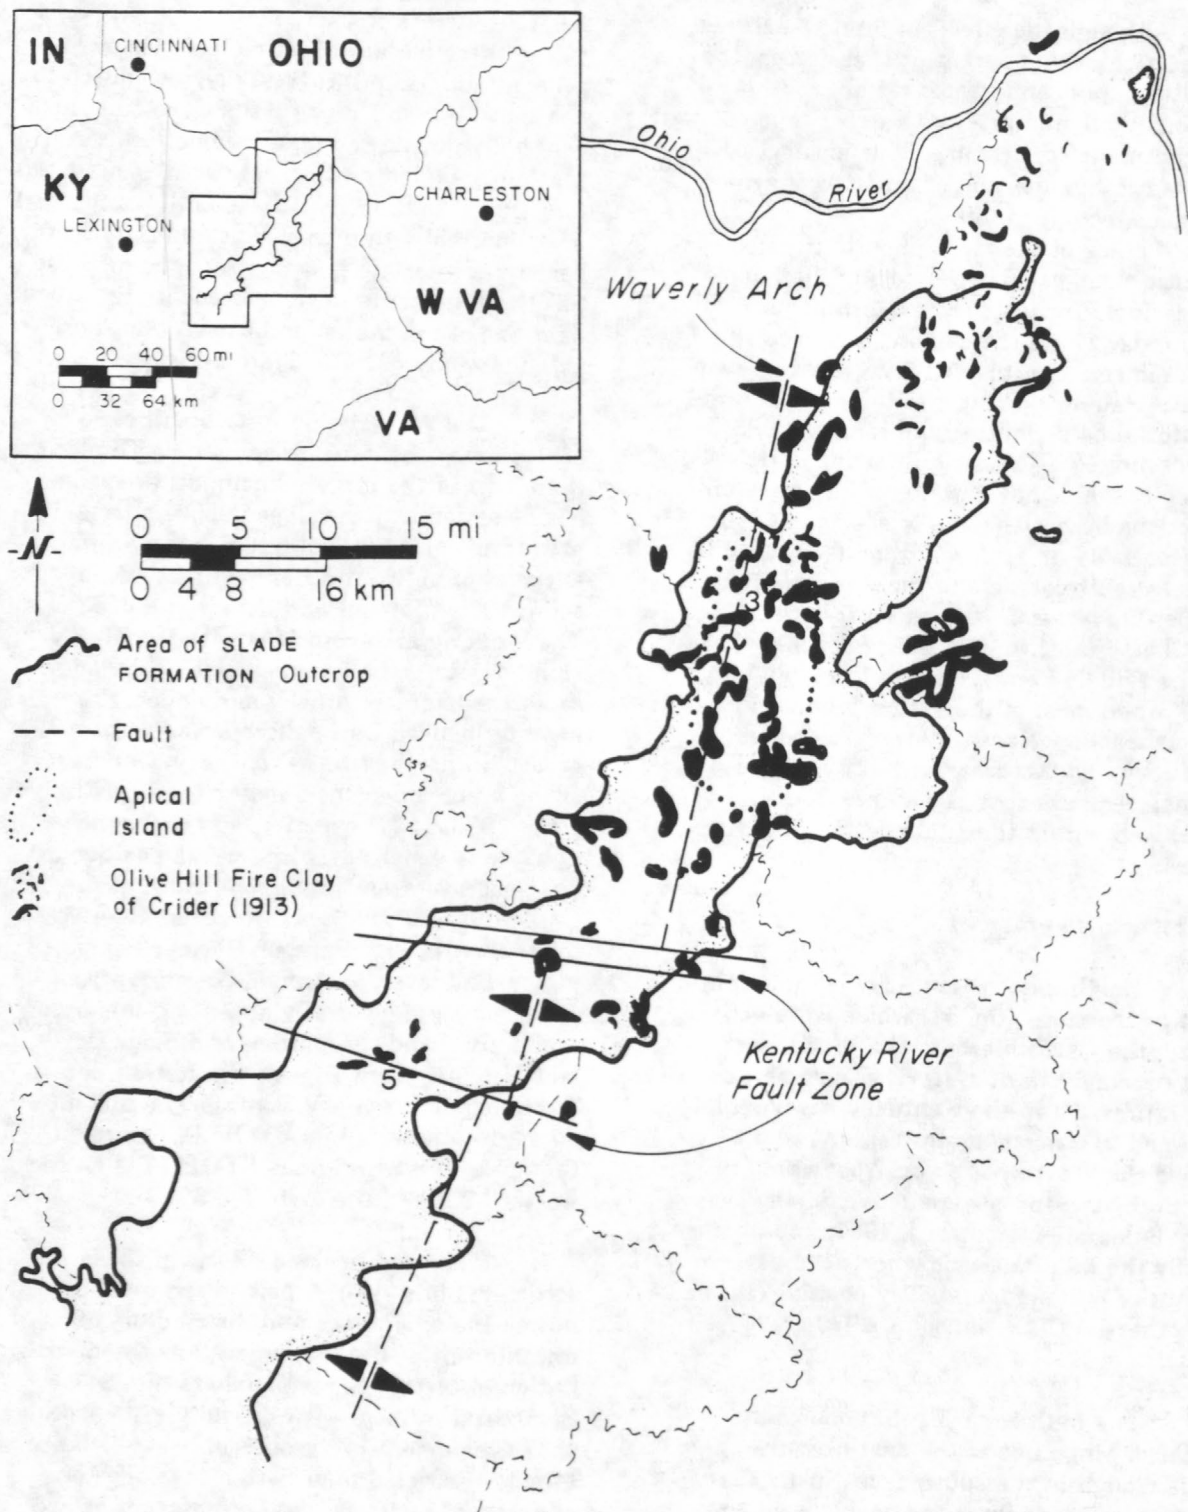 IN
CINCINNATI
OHIO
KY
LEXINGTON
CHARLESTON
W VA
VA
0 20 40 60 mi
0 32 64 km
Ohio
River
Waverly Arch
N
0 5 10 15 mi
0 4 8 16 km
Area of SLADE
FORMATION Outcrop
Fault
Apical
Island
Olive Hill Fire Clay
of Crider (1913)
3
5
Kentucky River
Fault Zone